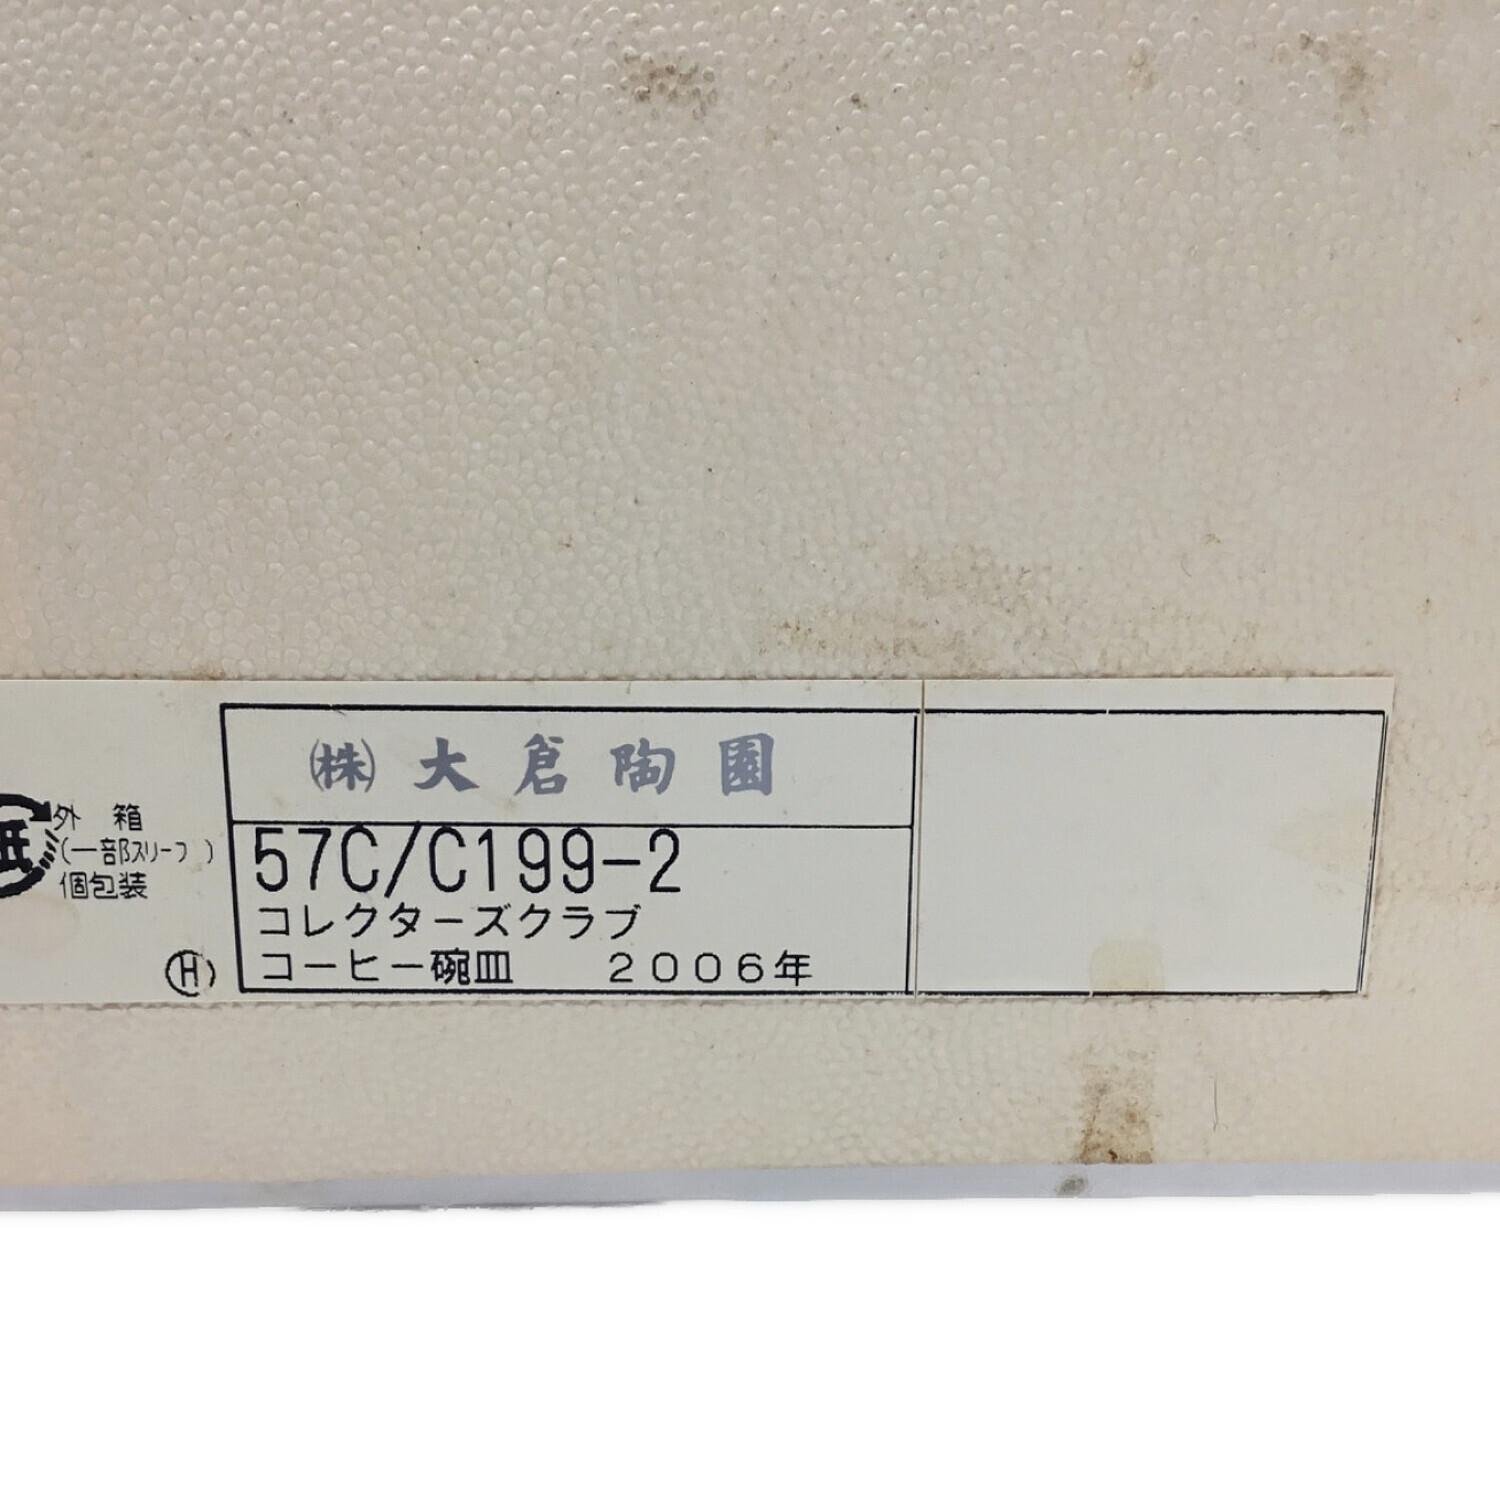 紙
外 箱
(一部スリーブ)
個包装
Ⓗ
㈱ 大倉陶園
57C/C199-2
コレクターズクラブ
コーヒー碗皿 2006年